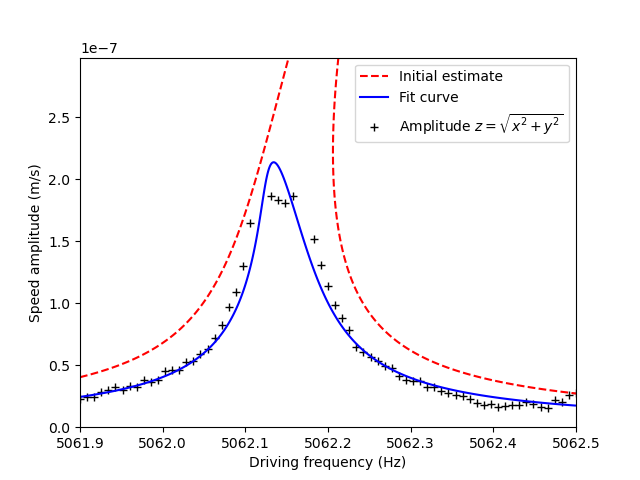 1e−7
Initial estimate
Fit curve
Amplitude z = √x² + y²
2.5
2.0
1.5
1.0
0.5
0.0
Speed amplitude (m/s)
5061.9 5062.0 5062.1 5062.2 5062.3 5062.4 5062.5
Driving frequency (Hz)